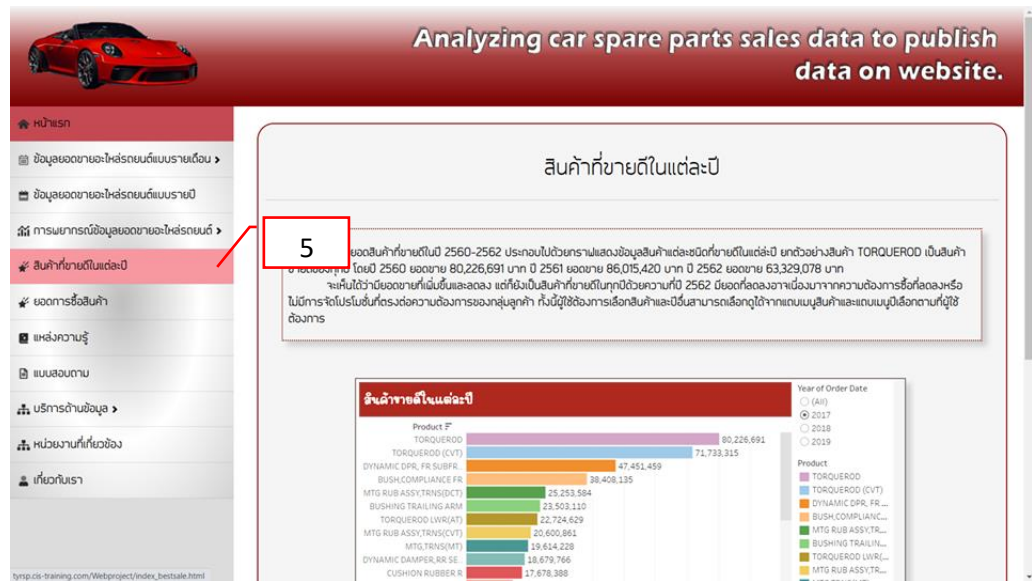 Analyzing car spare parts sales data to publish
data on website.
หน้าแรก
ข้อมูลยอดขายอะไหล่รถยนต์แบบรายเดือน
ข้อมูลยอดขายอะไหล่รถยนต์แบบรายปี
การพยากรณ์ข้อมูลยอดขายอะไหล่รถยนต์
สินค้าที่ขายดีในแต่ละปี
ยอดการซื้อสินค้า
แหล่งความรู้
แบบสอบถาม
บริการด้านข้อมูล
หน่วยงานที่เกี่ยวข้อง
เกี่ยวกับเรา
tyrsp.cis-training.com/Webproject/index_bestsale.html
5
สินค้าที่ขายดีในแต่ละปี
ยอดสินค้าที่ขายดีในปี 2560-2562 ประกอบไปด้วยกราฟแสดงข้อมูลสินค้าแต่ละชนิดที่ขายดีในแต่ละปี ยกตัวอย่างสินค้า TORQUEROD เป็นสินค้า
โดยปี 2560 ยอดขาย 80,226,691 บาท ปี 2561 ยอดขาย 86,015,420 บาท ปี 2562 ยอดขาย 63,329,078 บาท
จะเห็นได้ว่ามียอดขายที่เพิ่มขึ้นและลดลง แต่ก็ยังเป็นสินค้าที่ขายดีในทุกปีด้วยความที่ปี 2562 มียอดที่ลดลงอาจเนื่องมาจากความต้องการซื้อที่ลดลงหรือ
ไม่มีการจัดโปรโมชั่นที่ตรงต่อความต้องการของกลุ่มลูกค้า ทั้งนี้ผู้ใช้ต้องการเลือกสินค้าและปีอื่นสามารถเลือกดูได้จากแถบเมนูสินค้าและแถบเมนูปีเลือกตามที่ผู้ใช้
ต้องการ
สินค้าขายดีในแต่ละปี
Product
TORQUEROD 80,226,691
TORQUEROD (CVT) 71,733,315
DYNAMIC DPR, FR SUBFR.. 47,451,459
BUSH,COMPLIANCE FR 38,408,135
MTG RUB ASSY,TRNS(DCT) 25,253,584
BUSHING TRAILING ARM 23,503,110
TORQUEROD LWR(AT) 22,724,629
MTG RUB ASSY,TRNS(CVT) 20,600,861
MTG,TRNS(MT) 19,614,228
DYNAMIC DAMPER,RR SE.. 18,679,766
CUSHION RUBBER R 17,678,388
Year of Order Date
(All)
2017
2018
2019
Product
TORQUEROD
TORQUEROD (CVT)
DYNAMIC DPR, FR ...
BUSH,COMPLIANC...
MTG RUB ASSY,TR...
BUSHING TRAILIN...
TORQUEROD LWR(...
MTG RUB ASSY,TR...